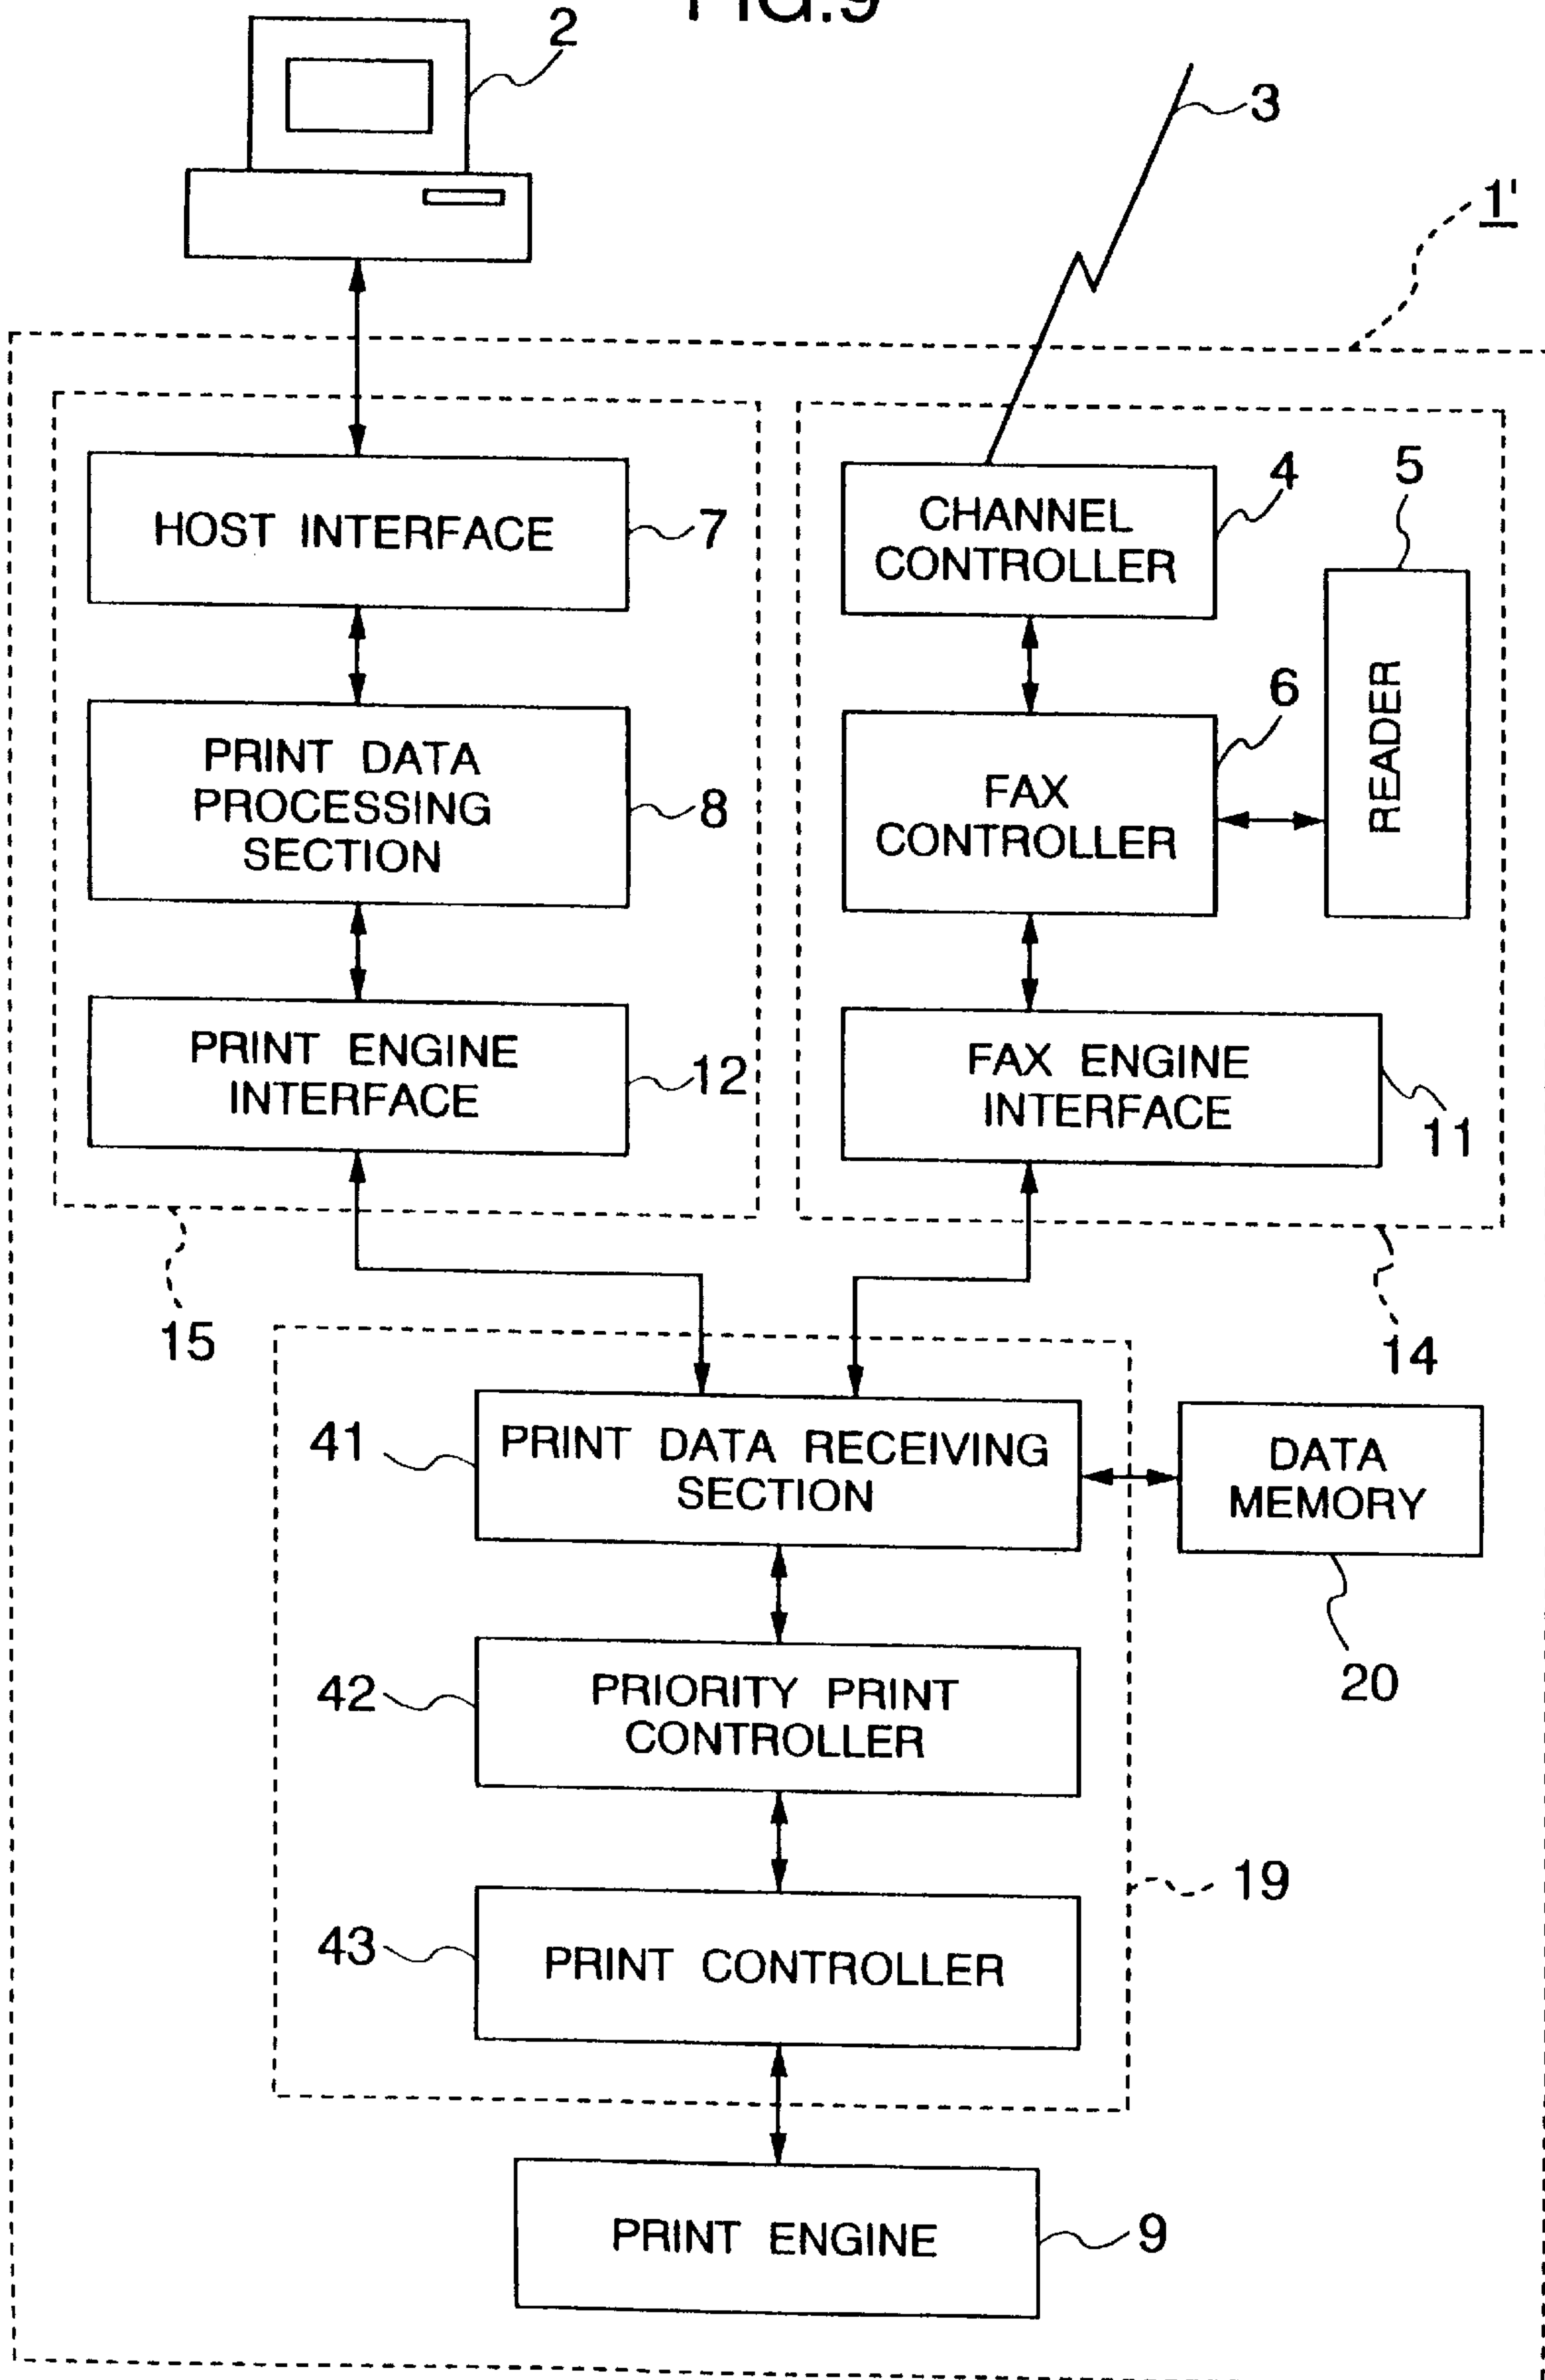 FIG.9
2
3
1'
HOST INTERFACE
7
CHANNEL
CONTROLLER
4
5
READER
PRINT DATA
PROCESSING
SECTION
8
6
FAX
CONTROLLER
PRINT ENGINE
INTERFACE
12
FAX ENGINE
INTERFACE
11
15
14
41
PRINT DATA RECEIVING
SECTION
DATA
MEMORY
20
42
PRIORITY PRINT
CONTROLLER
19
43
PRINT CONTROLLER
PRINT ENGINE
9